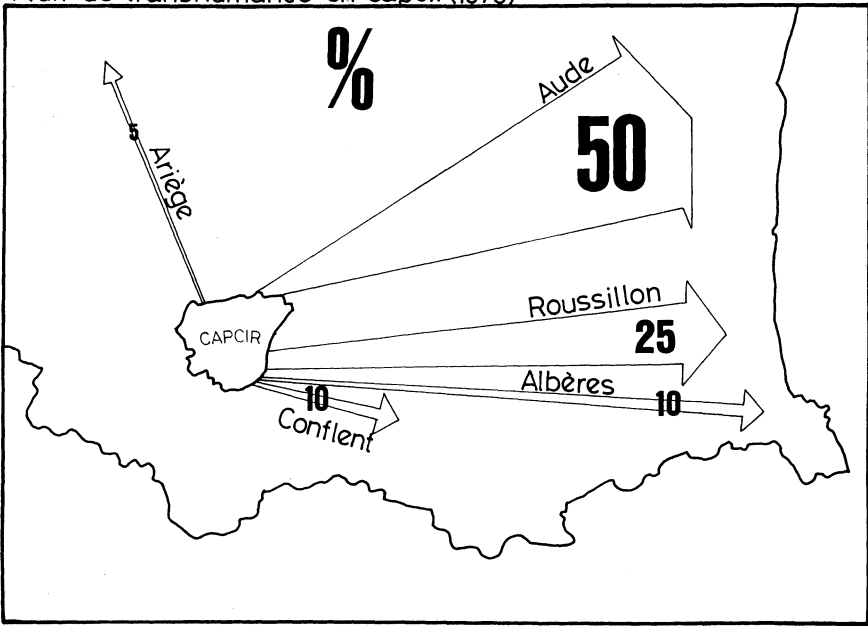 %
Aude
50
5
Ariège
Roussillon
CAPCIR
25
Albères
10
10
Conflent